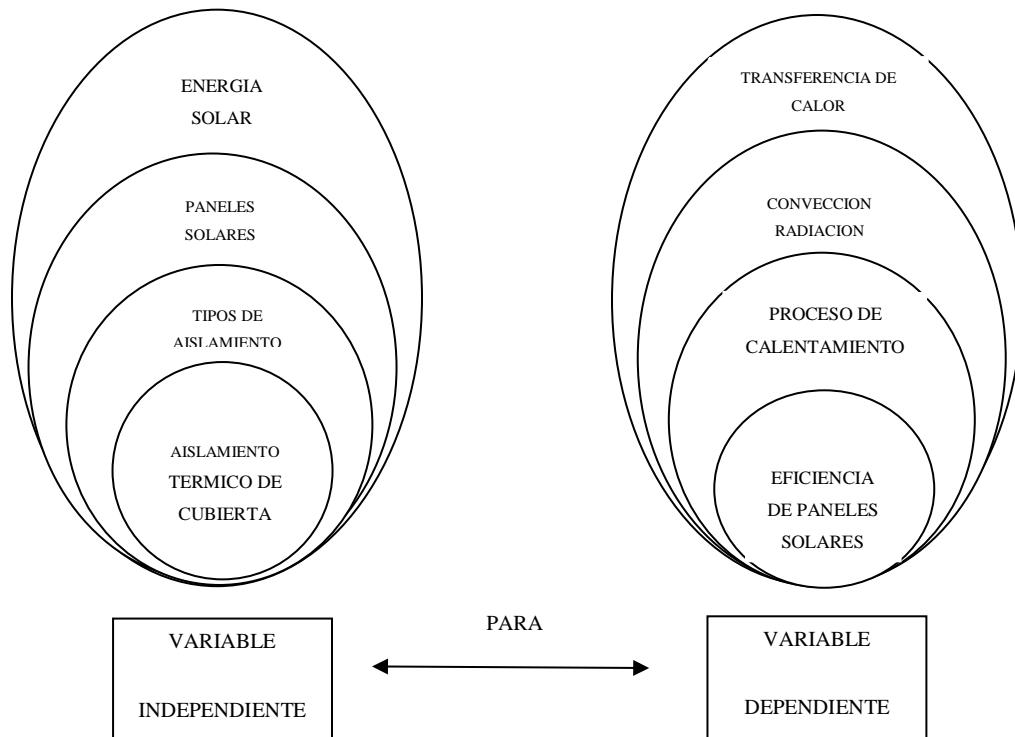 ENERGIA
SOLAR
PANELES
SOLARES
TIPOS DE
AISLAMIENTO
AISLAMIENTO
TERMICO DE
CUBIERTA
TRANSFERENCIA DE
CALOR
CONVECCION
RADIACION
PROCESO DE
CALENTAMIENTO
EFICIENCIA
DE PANELES
SOLARES
VARIABLE
INDEPENDIENTE
PARA
VARIABLE
DEPENDIENTE